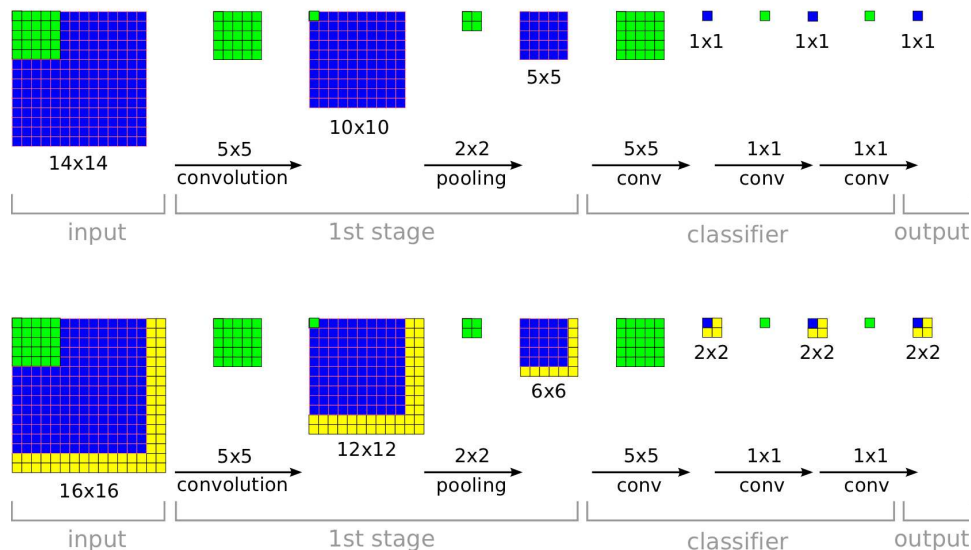 1x1 1x1 1x1
5x5
10x10
14x14
5x5 2x2 5x5 1x1 1x1
convolution pooling conv conv conv
input 1st stage classifier output
2x2 2x2 2x2
6x6
12x12
16x16
5x5 2x2 5x5 1x1 1x1
convolution pooling conv conv conv
input 1st stage classifier output